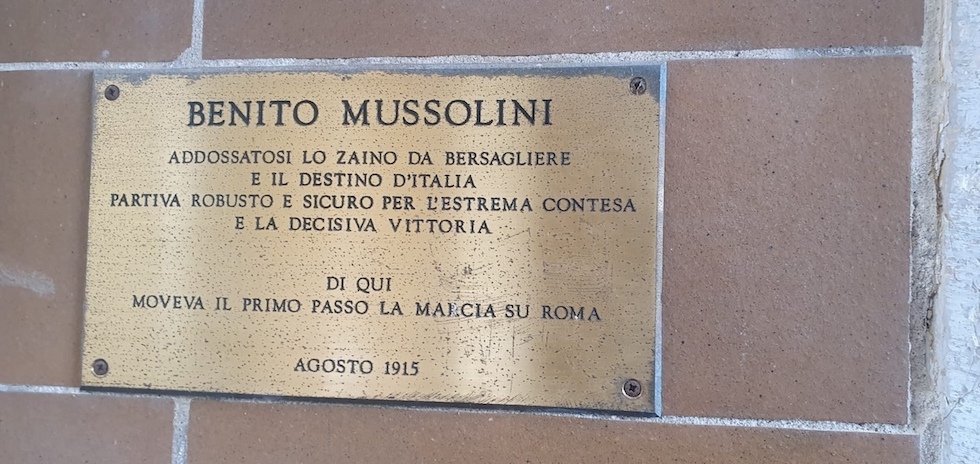 BENITO MUSSOLINI
ADDOSSATOSI LO ZAINO DA BERSAGLIERE
E IL DESTINO D'ITALIA
PARTIVA ROBUSTO E SICURO PER L'ESTREMA CONTESA
E LA DECISIVA VITTORIA
DI QUI
MOVEVA IL PRIMO PASSO LA MARCIA SU ROMA
AGOSTO 1915